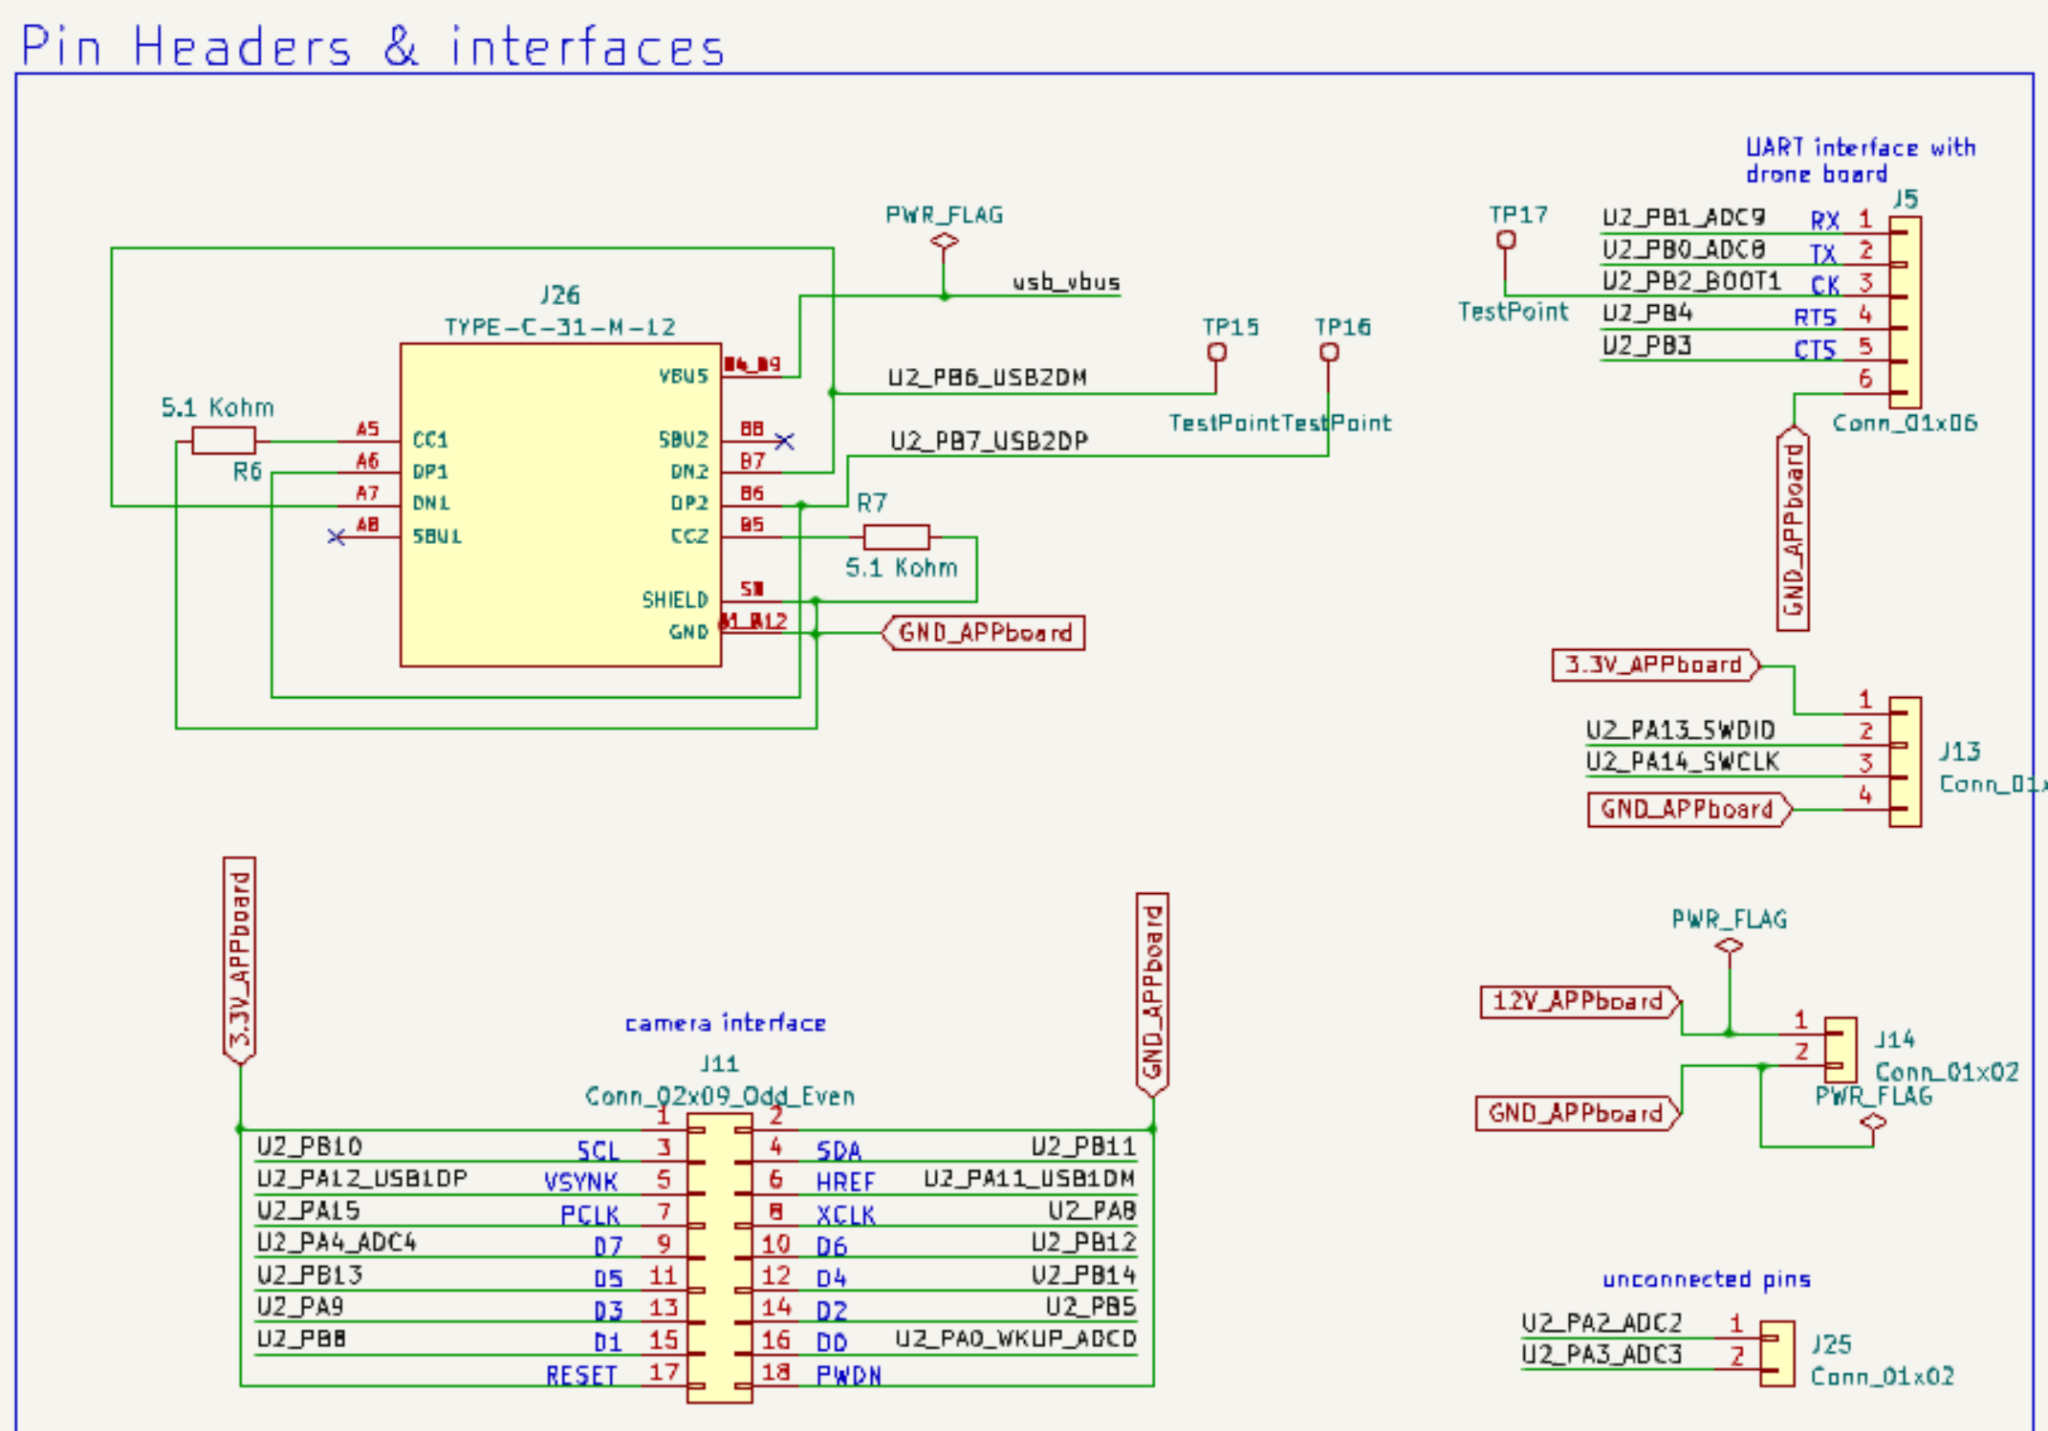 Pin Headers & interfaces
UART interface with
drone board
J5
U2_PB1_ADC9 RX 1
U2_PB0_ADC8 TX 2
U2_PB2_BOOT1 CK 3
U2_PB4 RTS 4
U2_PB3 CTS 5
6
Conn_01x06
GND_APPboard
TP17
TestPoint
PWR_FLAG
usb_vbus
J26
TYPE-C-31-M-12
VBUS
TP15
TP16
U2_PB6_USB2DM
TestPoint
TestPoint
U2_PB7_USB2DP
5.1 Kohm
R6
A5 CC1
A6 DP1
A7 DN1
A8 SBU1
SBU2 B8
DN2 B7
DP2 B6
CC2 B5
R7
5.1 Kohm
SHIELD
GND
GND_APPboard
3.3V_APPboard
1
U2_PA13_SWDIO 2
U2_PA14_SWCLK 3
GND_APPboard 4
J13
Conn_01x
3.3V_APPboard
GND_APPboard
camera interface
J11
Conn_02x09_Odd_Even
1 2
U2_PB10 SCL 3 4 SDA U2_PB11
U2_PA12_USB1DP VSYNK 5 6 HREF U2_PA11_USB1DM
U2_PA15 PCLK 7 8 XCLK U2_PA8
U2_PA4_ADC4 D7 9 10 D6 U2_PB12
U2_PB13 D5 11 12 D4 U2_PB14
U2_PA9 D3 13 14 D2 U2_PB5
U2_PB8 D1 15 16 D0 U2_PA0_WKUP_ADC0
RESET 17 18 PWDN
PWR_FLAG
12V_APPboard
1
2
J14
Conn_01x02
PWR_FLAG
GND_APPboard
unconnected pins
U2_PA2_ADC2 1
U2_PA3_ADC3 2
J25
Conn_01x02